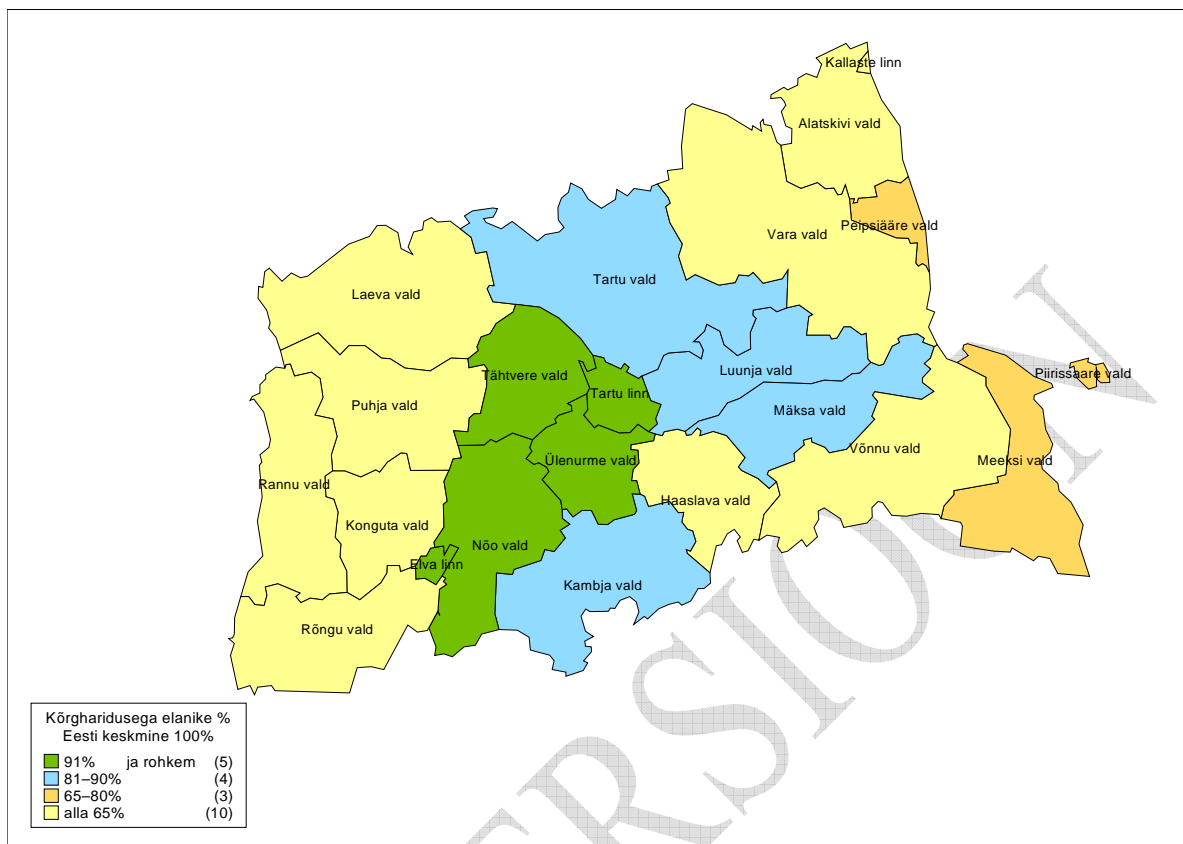 Kallaste linn
Alatskivi vald
Peipsiääre vald
Vara vald
Tartu vald
Laeva vald
Luunja vald
Piirissaare vald
Tähtvere vald
Tartu linn
Puhja vald
Mäksa vald
Võnnu vald
Ülenurme vald
Meeksi vald
Rannu vald
Haaslava vald
Konguta vald
Nõo vald
Elva linn
Kambja vald
Rõngu vald
Kõrgharidusega elanike %
Eesti keskmine 100%
91% ja rohkem (5)
81–90% (4)
65–80% (3)
alla 65% (10)
ERSION